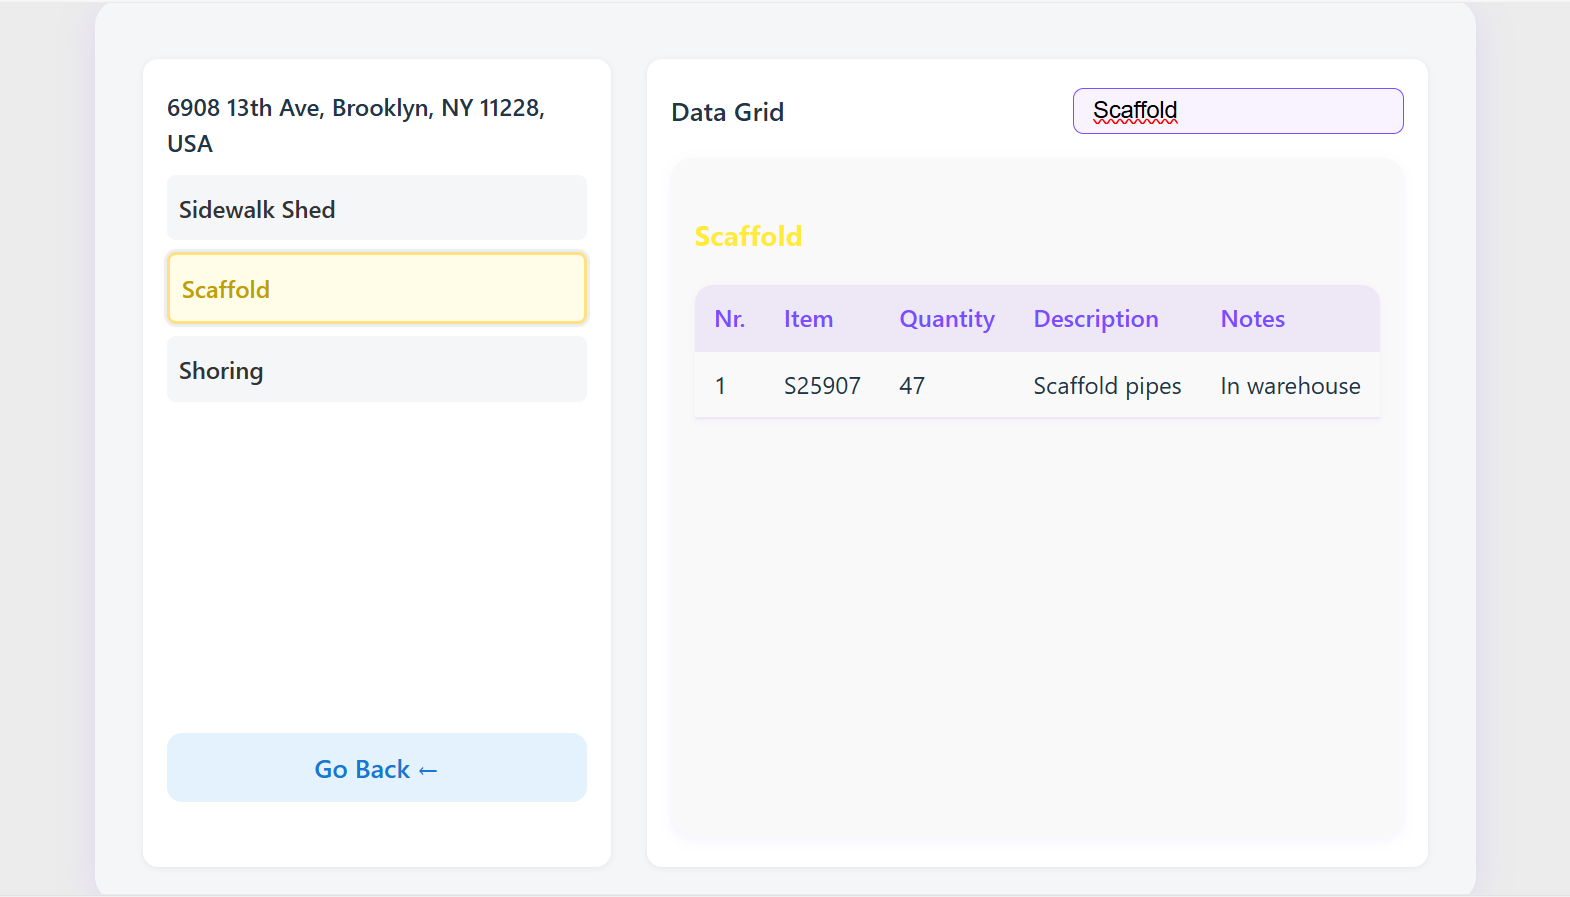 6908 13th Ave, Brooklyn, NY 11228,
USA
Sidewalk Shed
Scaffold
Shoring
Go Back ←
Data Grid
Scaffold
Scaffold
Nr. Item Quantity Description Notes
1 S25907 47 Scaffold pipes In warehouse